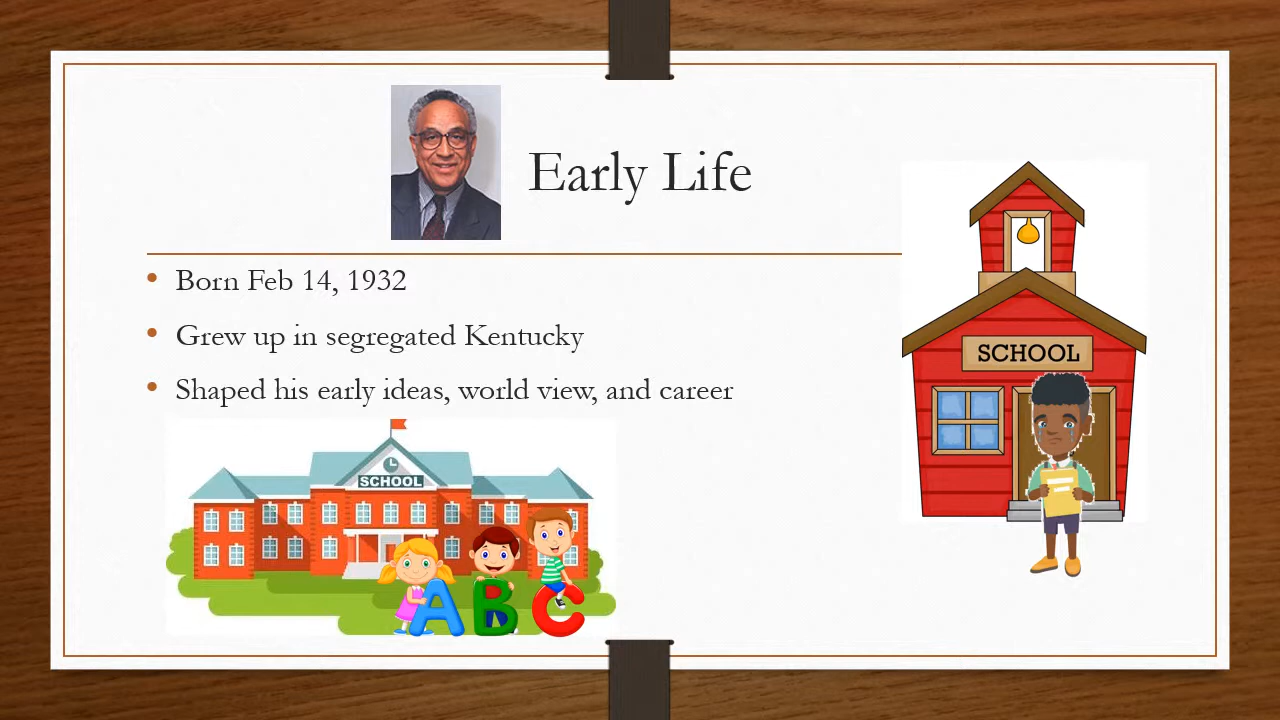 Early Life
• Born Feb 14, 1932
• Grew up in segregated Kentucky
• Shaped his early ideas, world view, and career
SCHOOL
SCHOOL
A B C